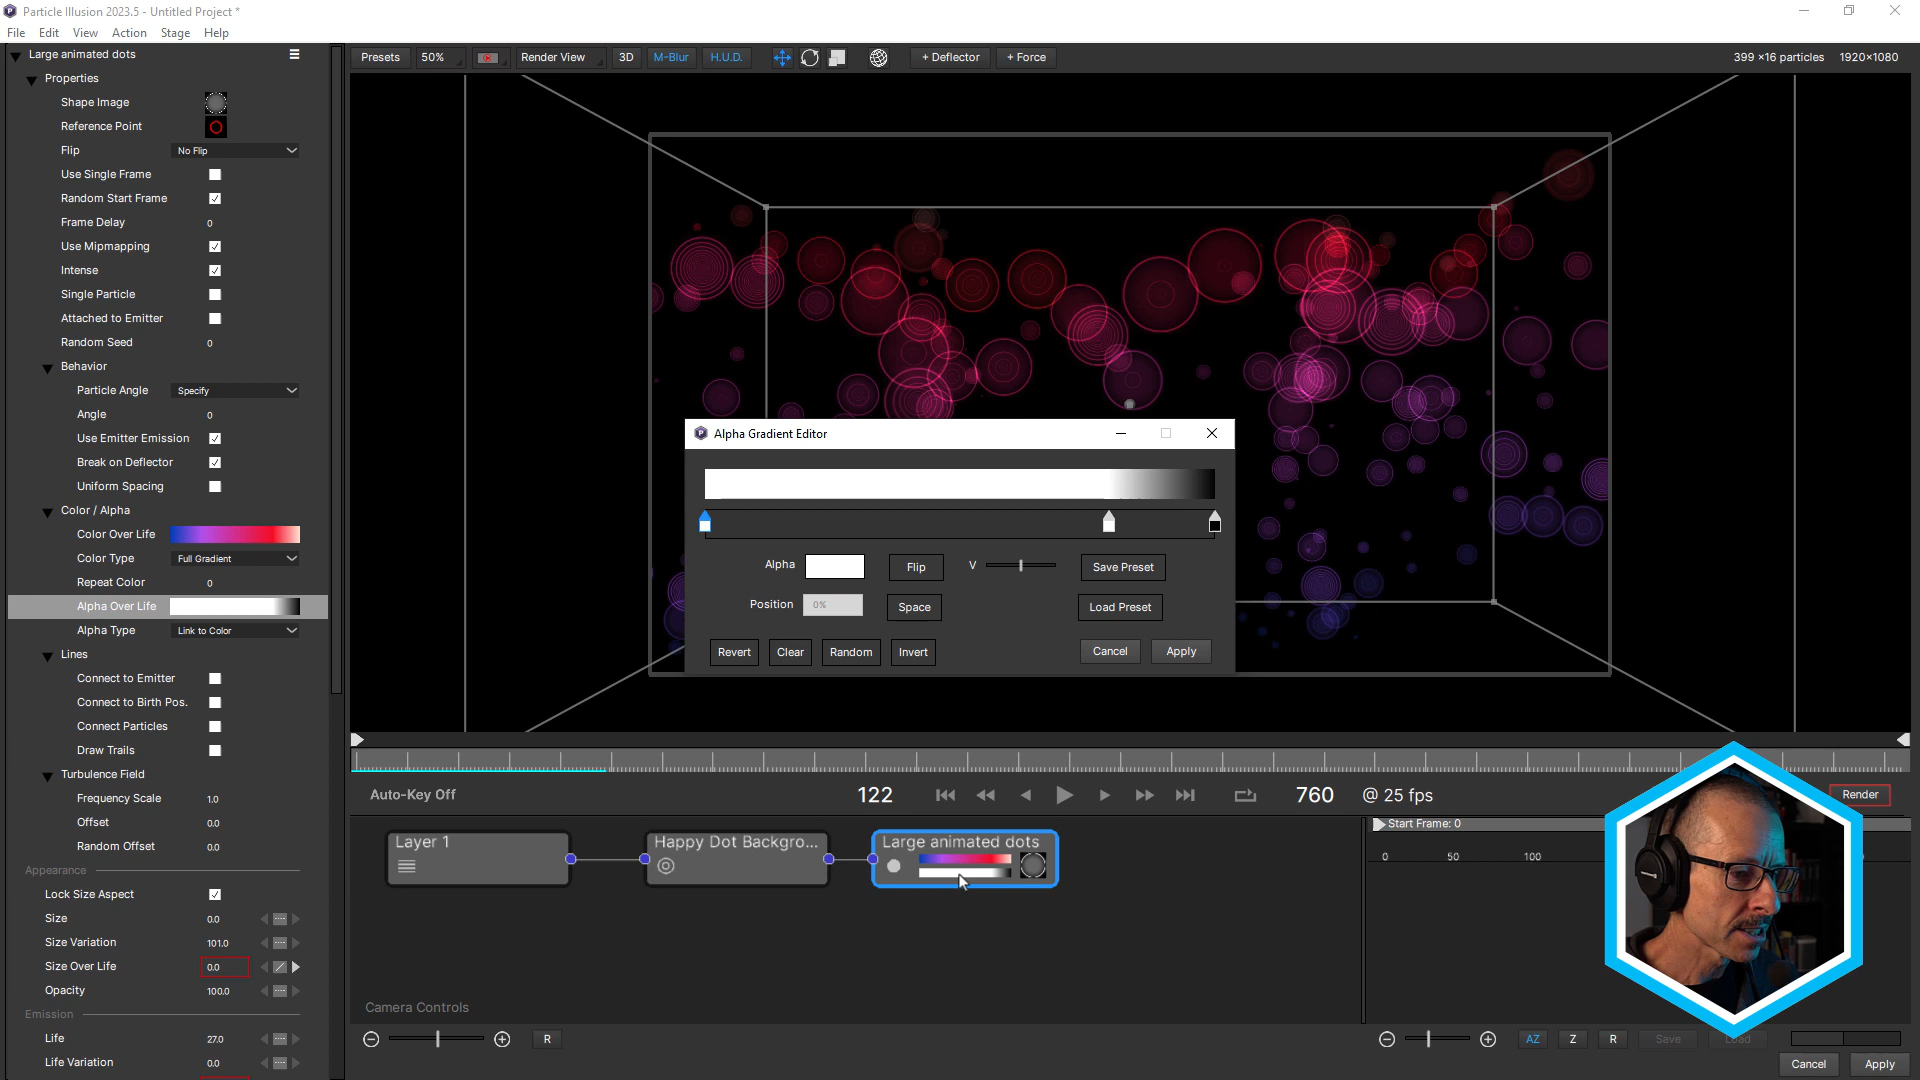 Particle Illusion 2023.5 - Untitled Project *
File Edit View Action Stage Help
Large animated dots
Properties
Shape Image
Reference Point
Flip No Flip
Use Single Frame
Random Start Frame
Frame Delay 0
Use Mipmapping
Intense
Single Particle
Attached to Emitter
Random Seed 0
Behavior
Particle Angle Specify
Angle 0
Use Emitter Emission
Break on Deflector
Uniform Spacing
Color / Alpha
Color Over Life
Color Type Full Gradient
Repeat Color 0
Alpha Over Life
Alpha Type Link to Color
Lines
Connect to Emitter
Connect to Birth Pos.
Connect Particles
Draw Trails
Turbulence Field
Frequency Scale 1.0
Offset 0.0
Random Offset 0.0
Appearance
Lock Size Aspect
Size 0.0
Size Variation 101.0
Size Over Life 0.0
Opacity 100.0
Emission
Life 27.0
Life Variation 0.0
Presets 50% Render View 3D M-Blur H.U.D. + Deflector + Force 399 ×16 particles 1920×1080
Alpha Gradient Editor
Alpha Flip V Save Preset
Position 0% Space Load Preset
Revert Clear Random Invert Cancel Apply
Auto-Key Off 122 760 @ 25 fps Render
Layer 1 Happy Dot Backgro... Large animated dots
Start Frame: 0
0 50 100
Camera Controls
R AZ Z R Save Load
Cancel Apply